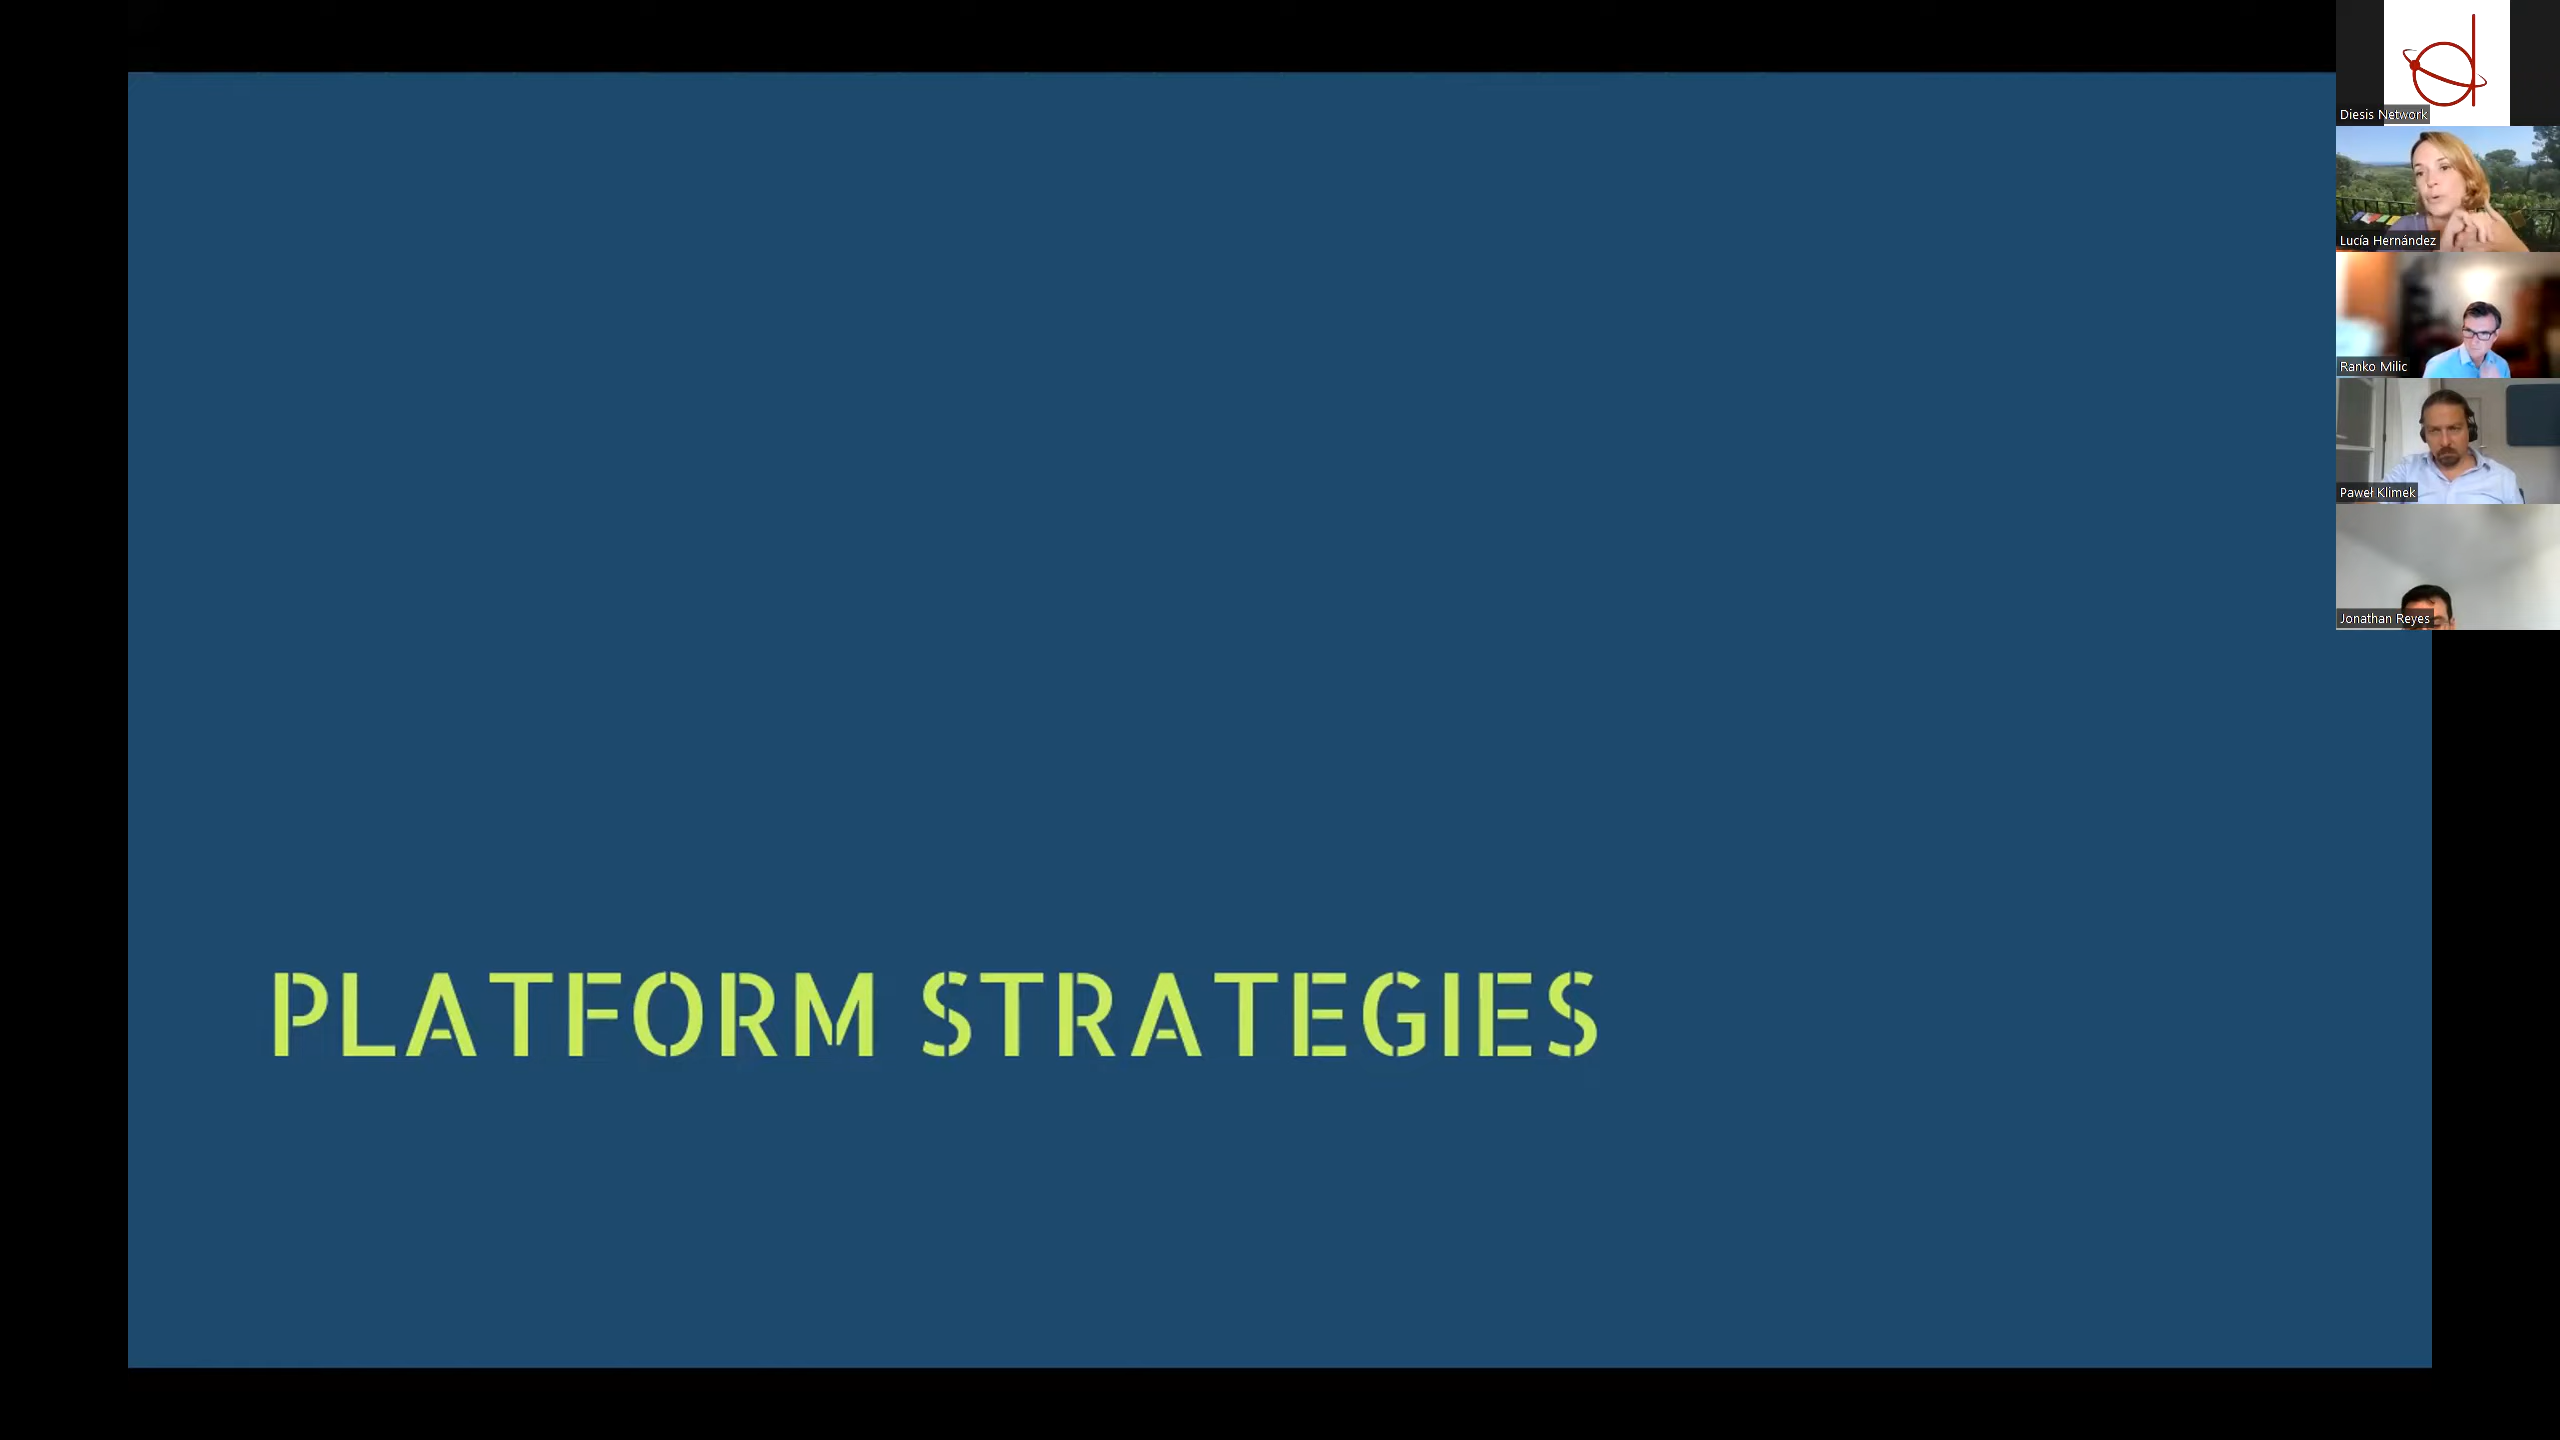 PLATFORM STRATEGIES
Diesis Network
Lucía Hernández
Ranko Milic
Paweł Klimek
Jonathan Reyes